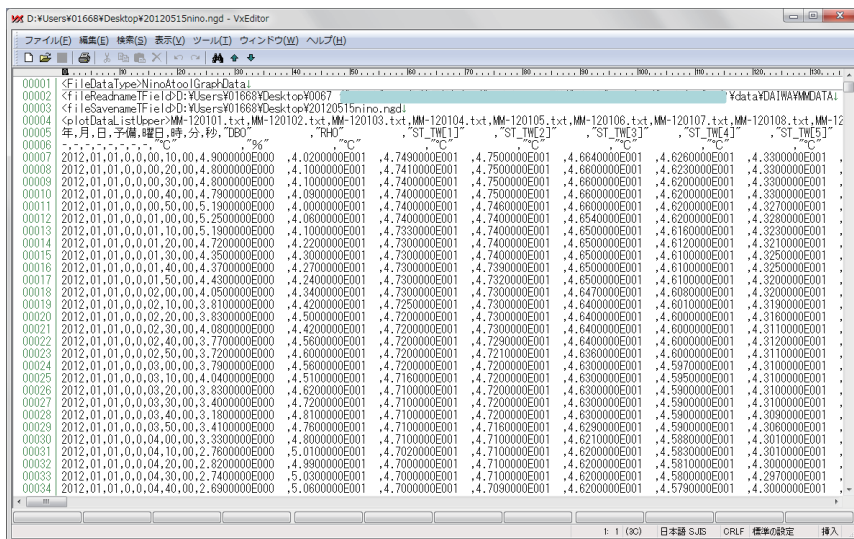 D:¥Users¥01668¥Desktop¥20120515nino.ngd - VxEditor
ファイル(F) 編集(E) 検索(S) 表示(V) ツール(T) ウィンドウ(W) ヘルプ(H)
00001 <FileDataType>NinoAtoolGraphData↓
00002 <fileReadnameTField>D:¥Users¥01668¥Desktop¥0067 ¥data¥DAIWA¥MMDATA↓
00003 <fileSavenameTField>D:¥Users¥01668¥Desktop¥20120515nino.ngd↓
00004 <plotDataListUpper>MM-120101.txt,MM-120102.txt,MM-120103.txt,MM-120104.txt,MM-120105.txt,MM-120106.txt,MM-120107.txt,MM-120108.txt,MM-12
00005 年,月,日,予備,曜日,時,分,秒,"DBO" ,"RHO" ,"ST_TW[1]" ,"ST_TW[2]" ,"ST_TW[3]" ,"ST_TW[4]" ,"ST_TW[5]"
00006 -,-,-,-,-,-,-,-,"℃" ,"%" ,"℃" ,"℃" ,"℃" ,"℃" ,"℃"
00007 2012,01,01,0,0,00,10,00,4.9000000E000 ,4.0200000E001 ,4.7490000E001 ,4.7500000E001 ,4.6640000E001 ,4.6260000E001 ,4.3300000E001
00008 2012,01,01,0,0,00,20,00,4.8000000E000 ,4.1000000E001 ,4.7410000E001 ,4.7500000E001 ,4.6600000E001 ,4.6230000E001 ,4.3300000E001
00009 2012,01,01,0,0,00,30,00,4.8000000E000 ,4.1000000E001 ,4.7400000E001 ,4.7500000E001 ,4.6600000E001 ,4.6200000E001 ,4.3300000E001
00010 2012,01,01,0,0,00,40,00,4.7900000E000 ,4.0900000E001 ,4.7400000E001 ,4.7500000E001 ,4.6600000E001 ,4.6200000E001 ,4.3300000E001
00011 2012,01,01,0,0,00,50,00,5.1900000E000 ,4.0000000E001 ,4.7400000E001 ,4.7460000E001 ,4.6600000E001 ,4.6200000E001 ,4.3270000E001
00012 2012,01,01,0,0,01,00,00,5.2500000E000 ,4.0600000E001 ,4.7400000E001 ,4.7400000E001 ,4.6540000E001 ,4.6200000E001 ,4.3280000E001
00013 2012,01,01,0,0,01,10,00,5.1900000E000 ,4.1000000E001 ,4.7330000E001 ,4.7400000E001 ,4.6500000E001 ,4.6160000E001 ,4.3230000E001
00014 2012,01,01,0,0,01,20,00,4.7200000E000 ,4.2200000E001 ,4.7300000E001 ,4.7400000E001 ,4.6500000E001 ,4.6120000E001 ,4.3210000E001
00015 2012,01,01,0,0,01,30,00,4.3500000E000 ,4.3000000E001 ,4.7300000E001 ,4.7400000E001 ,4.6500000E001 ,4.6100000E001 ,4.3250000E001
00016 2012,01,01,0,0,01,40,00,4.3700000E000 ,4.2700000E001 ,4.7300000E001 ,4.7390000E001 ,4.6500000E001 ,4.6100000E001 ,4.3250000E001
00017 2012,01,01,0,0,01,50,00,4.4300000E000 ,4.2400000E001 ,4.7300000E001 ,4.7320000E001 ,4.6500000E001 ,4.6100000E001 ,4.3200000E001
00018 2012,01,01,0,0,02,00,00,4.0500000E000 ,4.3400000E001 ,4.7300000E001 ,4.7300000E001 ,4.6470000E001 ,4.6080000E001 ,4.3200000E001
00019 2012,01,01,0,0,02,10,00,3.8100000E000 ,4.4200000E001 ,4.7250000E001 ,4.7300000E001 ,4.6400000E001 ,4.6010000E001 ,4.3190000E001
00020 2012,01,01,0,0,02,20,00,3.8300000E000 ,4.5000000E001 ,4.7200000E001 ,4.7300000E001 ,4.6400000E001 ,4.6000000E001 ,4.3160000E001
00021 2012,01,01,0,0,02,30,00,4.0800000E000 ,4.4200000E001 ,4.7200000E001 ,4.7300000E001 ,4.6400000E001 ,4.6000000E001 ,4.3110000E001
00022 2012,01,01,0,0,02,40,00,3.7700000E000 ,4.5600000E001 ,4.7200000E001 ,4.7290000E001 ,4.6400000E001 ,4.6000000E001 ,4.3120000E001
00023 2012,01,01,0,0,02,50,00,3.7200000E000 ,4.6000000E001 ,4.7200000E001 ,4.7210000E001 ,4.6360000E001 ,4.6000000E001 ,4.3110000E001
00024 2012,01,01,0,0,03,00,00,3.7900000E000 ,4.5600000E001 ,4.7200000E001 ,4.7200000E001 ,4.6300000E001 ,4.5970000E001 ,4.3100000E001
00025 2012,01,01,0,0,03,10,00,4.0400000E000 ,4.5100000E001 ,4.7160000E001 ,4.7200000E001 ,4.6300000E001 ,4.5950000E001 ,4.3100000E001
00026 2012,01,01,0,0,03,20,00,3.8300000E000 ,4.6200000E001 ,4.7100000E001 ,4.7200000E001 ,4.6300000E001 ,4.5900000E001 ,4.3100000E001
00027 2012,01,01,0,0,03,30,00,3.4000000E000 ,4.7200000E001 ,4.7100000E001 ,4.7200000E001 ,4.6300000E001 ,4.5900000E001 ,4.3100000E001
00028 2012,01,01,0,0,03,40,00,3.1800000E000 ,4.8100000E001 ,4.7100000E001 ,4.7200000E001 ,4.6300000E001 ,4.5900000E001 ,4.3090000E001
00029 2012,01,01,0,0,03,50,00,3.9100000E000 ,4.7600000E001 ,4.7100000E001 ,4.7160000E001 ,4.6290000E001 ,4.5900000E001 ,4.3060000E001
00030 2012,01,01,0,0,04,00,00,3.3300000E000 ,4.8000000E001 ,4.7100000E001 ,4.7100000E001 ,4.6210000E001 ,4.5880000E001 ,4.3010000E001
00031 2012,01,01,0,0,04,10,00,2.7600000E000 ,5.0100000E001 ,4.7020000E001 ,4.7100000E001 ,4.6200000E001 ,4.5830000E001 ,4.3010000E001
00032 2012,01,01,0,0,04,20,00,2.8200000E000 ,4.9900000E001 ,4.7000000E001 ,4.7100000E001 ,4.6200000E001 ,4.5810000E001 ,4.3000000E001
00033 2012,01,01,0,0,04,30,00,2.7400000E000 ,5.0300000E001 ,4.7000000E001 ,4.7100000E001 ,4.6200000E001 ,4.5800000E001 ,4.2970000E001
00034 2012,01,01,0,0,04,40,00,2.6900000E000 ,5.0600000E001 ,4.7000000E001 ,4.7090000E001 ,4.6200000E001 ,4.5790000E001 ,4.3000000E001
1: 1 (3C) 日本語 SJIS CRLF 標準の設定 挿入